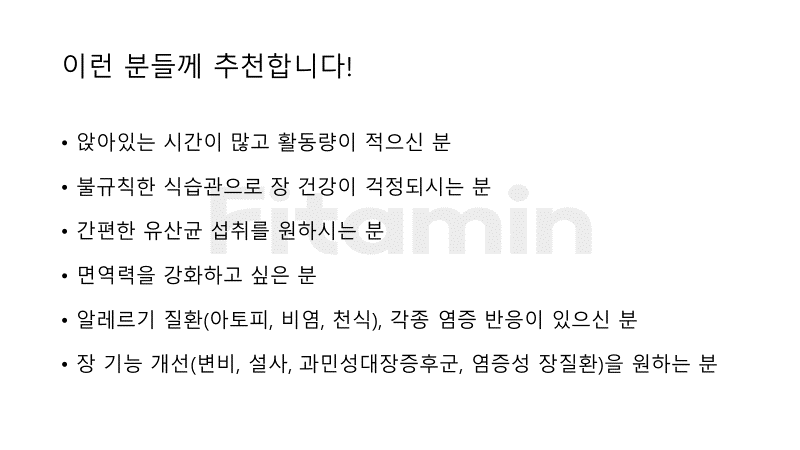 이런 분들께 추천합니다!
• 앉아있는 시간이 많고 활동량이 적으신 분
• 불규칙한 식습관으로 장 건강이 걱정되시는 분
• 간편한 유산균 섭취를 원하시는 분
• 면역력을 강화하고 싶은 분
• 알레르기 질환(아토피, 비염, 천식), 각종 염증 반응이 있으신 분
• 장 기능 개선(변비, 설사, 과민성대장증후군, 염증성 장질환)을 원하는 분
Fitamin